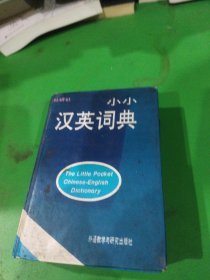 小小
汉英词典
The Little Pocket
Chinese-English
Dictionary
外语教学与研究出版社